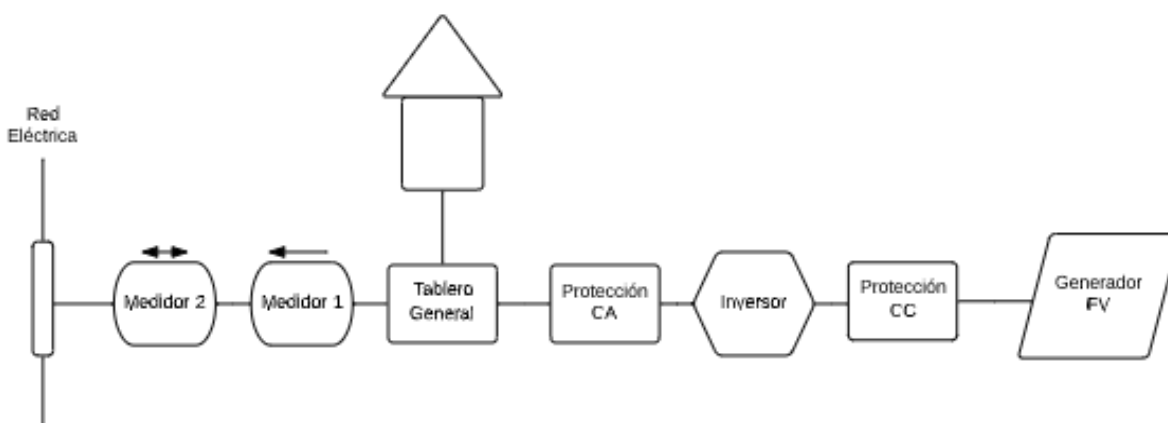 Red
Eléctrica
Medidor 2
Medidor 1
Tablero
General
Protección
CA
Inversor
Protección
CC
Generador
FV